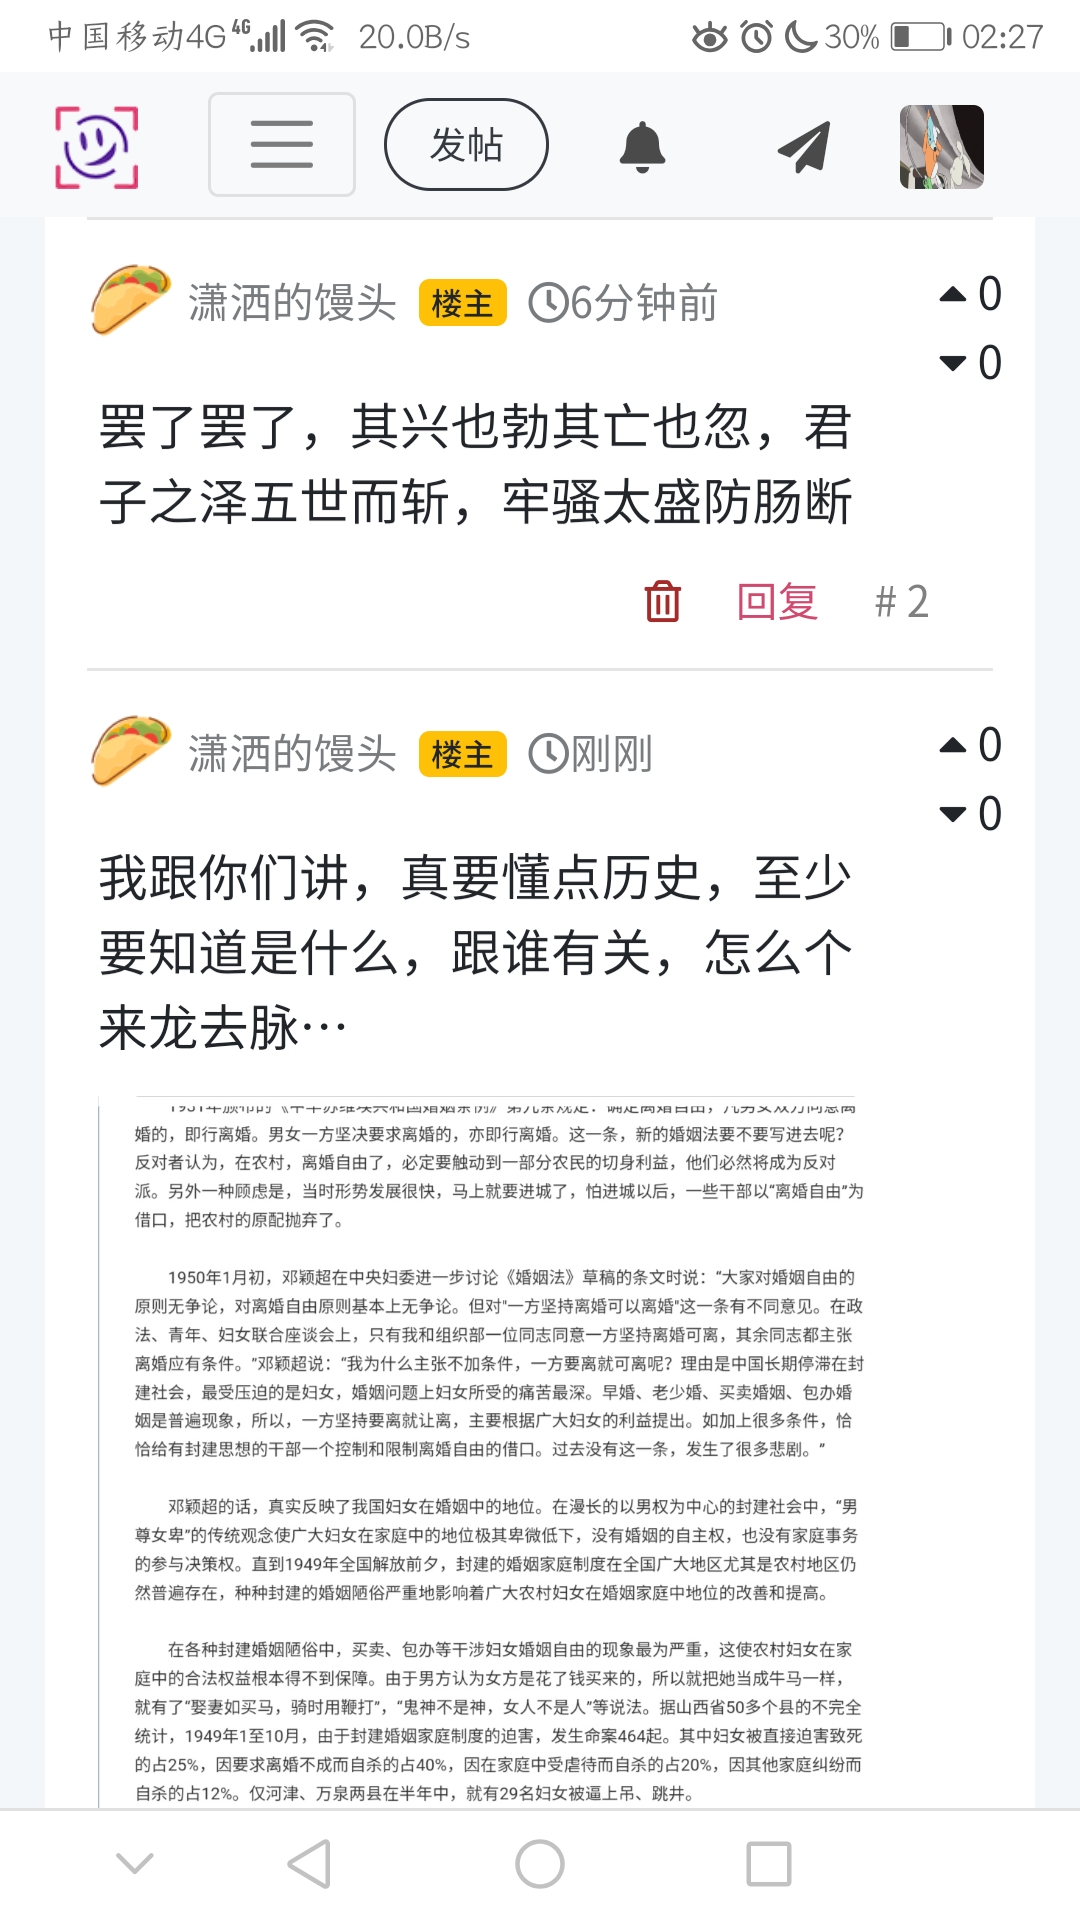 中国移动4G 4G 20.0B/s 30% 02:27
发帖
潇洒的馒头 楼主 6分钟前 0
0
罢了罢了，其兴也勃其亡也忽，君
子之泽五世而斩，牢骚太盛防肠断
回复 # 2
潇洒的馒头 楼主 刚刚 0
0
我跟你们讲，真要懂点历史，至少
要知道是什么，跟谁有关，怎么个
来龙去脉…
1931年颁布的《中华苏维埃共和国婚姻条例》第九条规定：确定离婚自由，凡男女双方同意离
婚的，即行离婚。男女一方坚决要求离婚的，亦即行离婚。这一条，新的婚姻法要不要写进去呢？
反对者认为，在农村，离婚自由了，必定要触动到一部分农民的切身利益，他们必然将成为反对
派。另外一种顾虑是，当时形势发展很快，马上就要进城了，怕进城以后，一些干部以“离婚自由”为
借口，把农村的原配抛弃了。
1950年1月初，邓颖超在中央妇委进一步讨论《婚姻法》草稿的条文时说：“大家对婚姻自由的
原则无争论，对离婚自由原则基本上无争论。但对"一方坚持离婚可以离婚"这一条有不同意见。在政
法、青年、妇女联合座谈会上，只有我和组织部一位同志同意一方坚持离婚可离，其余同志都主张
离婚应有条件。”邓颖超说：“我为什么主张不加条件，一方要离就可离呢？理由是中国长期停滞在封
建社会，最受压迫的是妇女，婚姻问题上妇女所受的痛苦最深。早婚、老少婚、买卖婚姻、包办婚
姻是普遍现象，所以，一方坚持要离就让离，主要根据广大妇女的利益提出。如加上很多条件，恰
恰给有封建思想的干部一个控制和限制离婚自由的借口。过去没有这一条，发生了很多悲剧。”
邓颖超的话，真实反映了我国妇女在婚姻中的地位。在漫长的以男权为中心的封建社会中，“男
尊女卑”的传统观念使广大妇女在家庭中的地位极其卑微低下，没有婚姻的自主权，也没有家庭事务
的参与决策权。直到1949年全国解放前夕，封建的婚姻家庭制度在全国广大地区尤其是农村地区仍
然普遍存在，种种封建的婚姻陋俗严重地影响着广大农村妇女在婚姻家庭中地位的改善和提高。
在各种封建婚姻陋俗中，买卖、包办等干涉妇女婚姻自由的现象最为严重，这使农村妇女在家
庭中的合法权益根本得不到保障。由于男方认为女方是花了钱买来的，所以就把她当成牛马一样，
就有了“娶妻如买马，骑时用鞭打”，“鬼神不是神，女人不是人”等说法。据山西省50多个县的不完全
统计，1949年1至10月，由于封建婚姻家庭制度的迫害，发生命案464起。其中妇女被直接迫害致死
的占25%，因要求离婚不成而自杀的占40%，因在家庭中受虐待而自杀的占20%，因其他家庭纠纷而
自杀的占12%。仅河津、万泉两县在半年中，就有29名妇女被逼上吊、跳井。